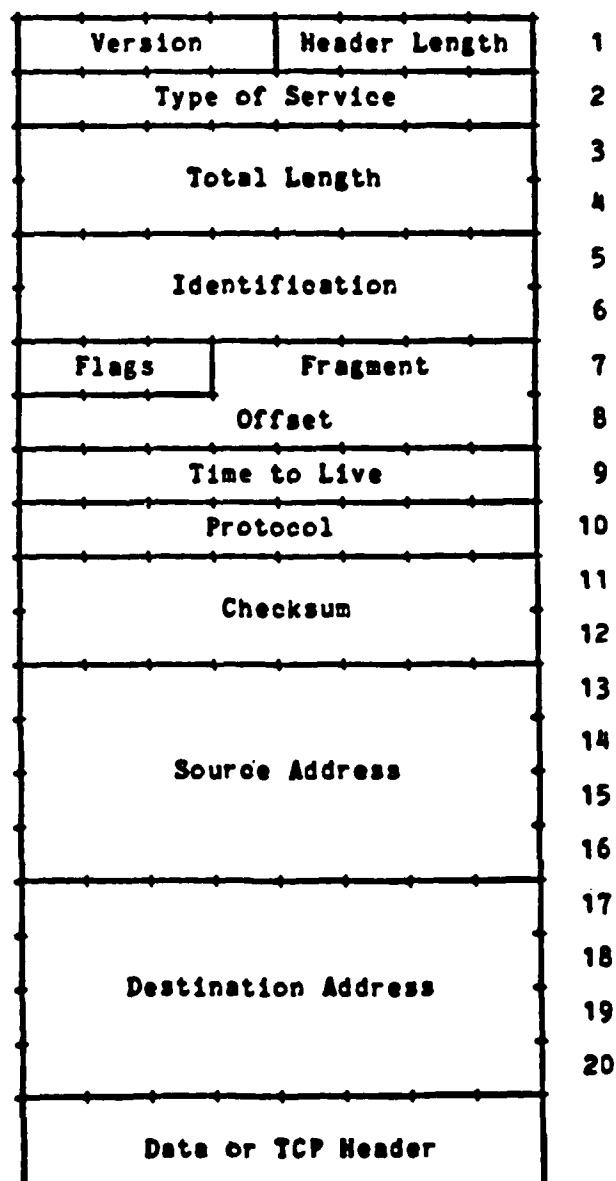 Version Header Length 1
Type of Service 2
3
Total Length
4
5
Identification
6
Flags Fragment 7
Offset 8
Time to Live 9
Protocol 10
11
Checksum
12
13
14
Source Address
15
16
17
18
Destination Address
19
20
Data or TCP Header